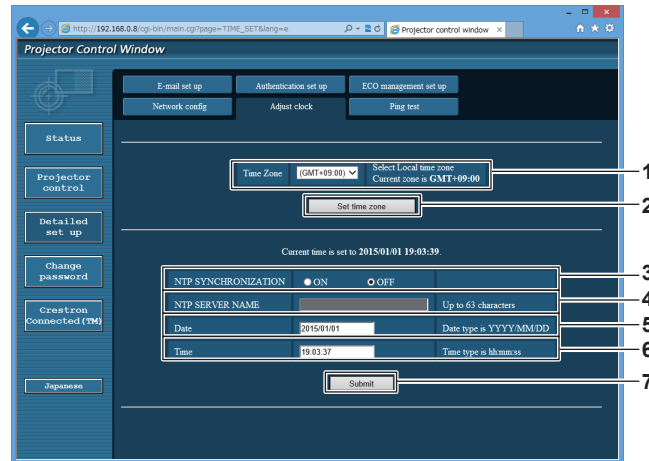 http://192.168.0.8/cgi-bin/main.cgi?page=TIME_SET&lang=e
Projector control window
Projector Control Window
E-mail set up
Authentication set up
ECO management set up
Network config
Adjust clock
Ping test
Status
Projector control
Detailed set up
Change password
Crestron Connected(TM)
Japanese
Time Zone
(GMT+09:00)
Select Local time zone
Current zone is GMT+09:00
1
Set time zone
2
Current time is set to 2015/01/01 19:03:39.
NTP SYNCHRONIZATION ON OFF
3
NTP SERVER NAME Up to 63 characters
4
Date 2015/01/01 Date type is YYYY/MM/DD
5
Time 19:03:37 Time type is hh:mm:ss
6
Submit
7